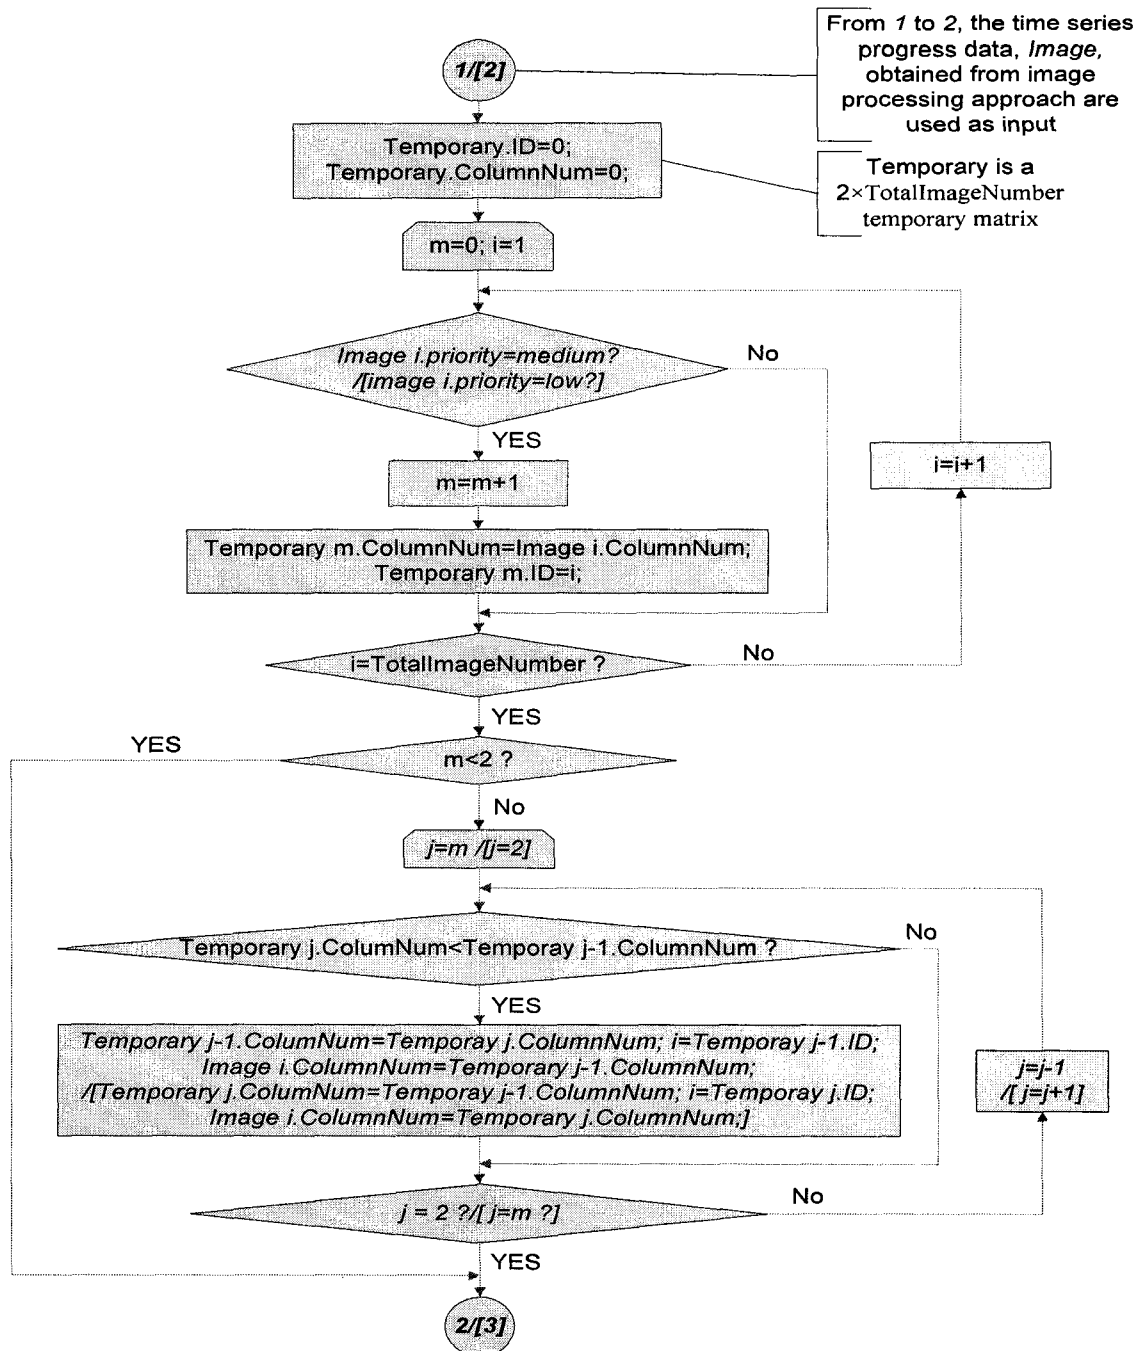 From 1 to 2, the time series
progress data, Image,
obtained from image
processing approach are
used as input
1/[2]
Temporary.ID=0;
Temporary.ColumnNum=0;
Temporary is a
2×TotalImageNumber
temporary matrix
m=0; i=1
Image i.priority=medium?
/[image i.priority=low?]
No
YES
m=m+1
i=i+1
Temporary m.ColumnNum=Image i.ColumnNum;
Temporary m.ID=i;
i=TotalImageNumber ?
No
YES
YES
m<2 ?
No
j=m /[j=2]
Temporary j.ColumNum<Temporay j-1.ColumnNum ?
No
YES
Temporary j-1.ColumNum=Temporay j.ColumnNum; i=Temporay j-1.ID;
Image i.ColumnNum=Temporary j-1.ColumnNum;
/[Temporary j.ColumNum=Temporay j-1.ColumnNum; i=Temporay j.ID;
Image i.ColumnNum=Temporary j.ColumnNum;]
j=j-1
/[ j=j+1]
j = 2 ?/[ j=m ?]
No
YES
2/[3]